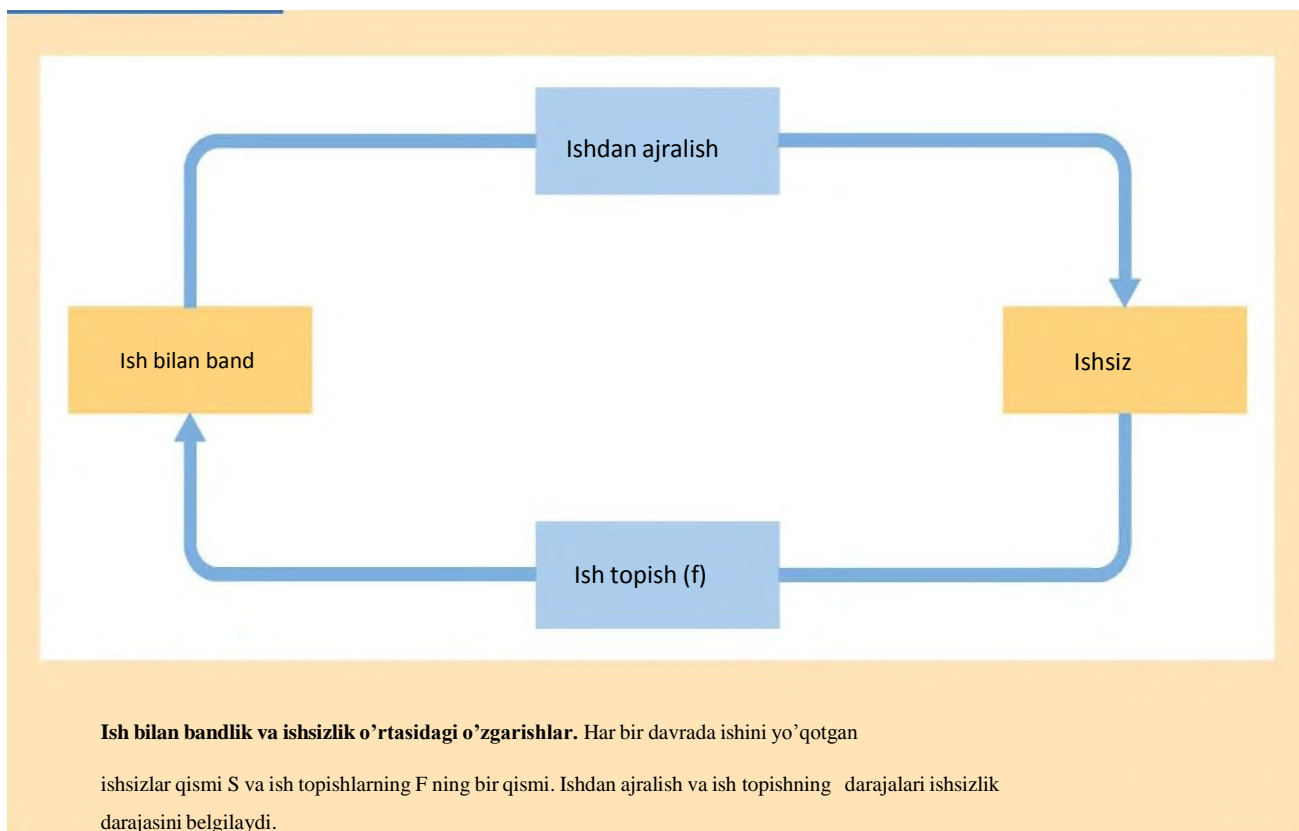 Ishdan ajralish
Ish bilan band
Ishsiz
Ish topish (f)
Ish bilan bandlik va ishsizlik o’rtasidagi o’zgarishlar. Har bir davrada ishini yo’qotgan
ishsizlar qismi S va ish topishlarning F ning bir qismi. Ishdan ajralish va ish topishning darajalari ishsizlik
darajasini belgilaydi.